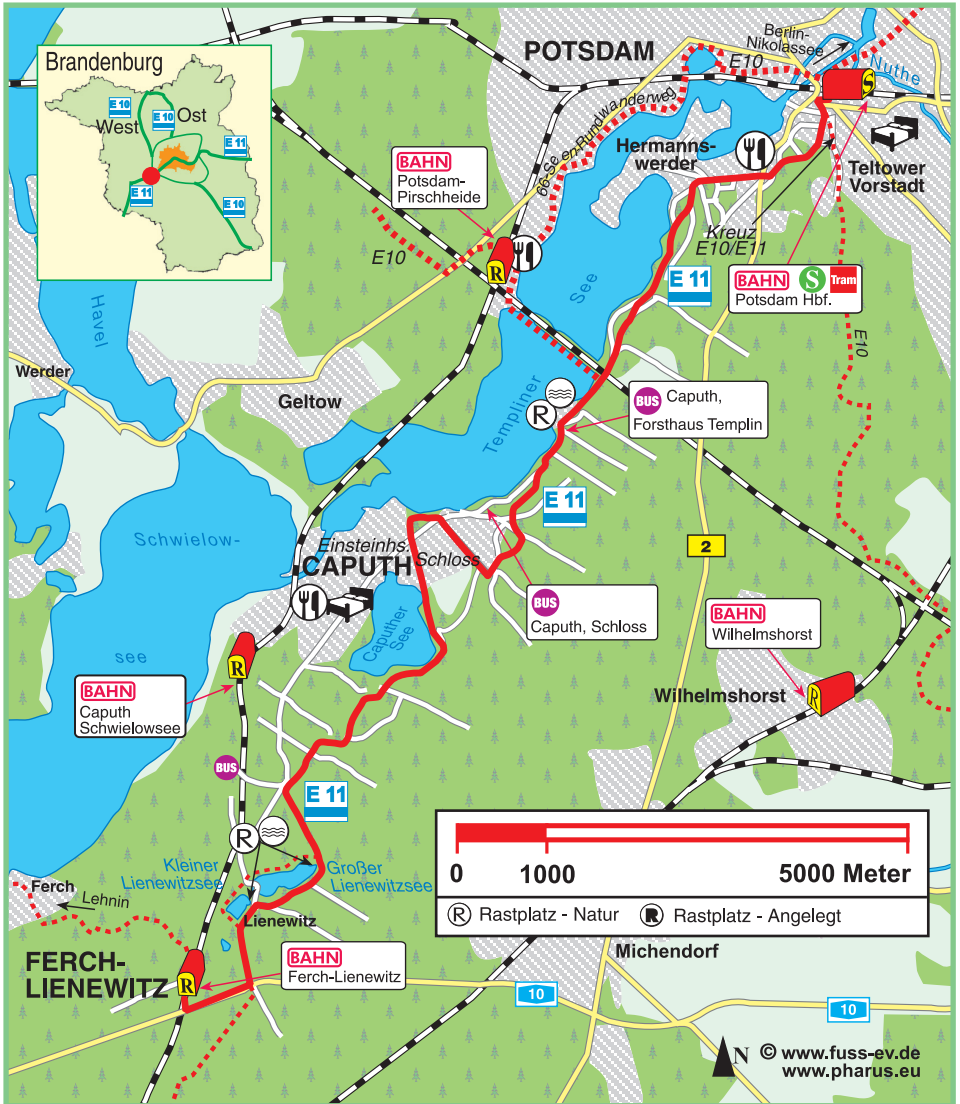 Brandenburg
E 10
West
E 10
Ost
E 11
E 11
E 10
POTSDAM
Berlin-
Nikolassee
Nuthe
E10
S
66-Seen-Rundwanderweg
Hermanns-
werder
Teltower
Vorstadt
BAHN
Potsdam-
Pirschheide
E10
R
Kreuz
E10/E11
E 11
BAHN S Tram
Potsdam Hbf.
E10
Havel
Werder
Geltow
Templiner
See
R
BUS Caputh,
Forsthaus Templin
E 11
2
Schwielow-
see
Einsteinhs.
Schloss
CAPUTH
Caputher
See
BUS
Caputh, Schloss
BAHN
Wilhelmshorst
Wilhelmshorst
R
R
BAHN
Caputh
Schwielowsee
BUS
E 11
R
Kleiner
Lienewitzsee
Großer
Lienewitzsee
Lienewitz
Ferch
Lehnin
FERCH-
LIENEWITZ
R
BAHN
Ferch-Lienewitz
0 1000 5000 Meter
R Rastplatz - Natur R Rastplatz - Angelegt
Michendorf
10
10
N © www.fuss-ev.de
www.pharus.eu